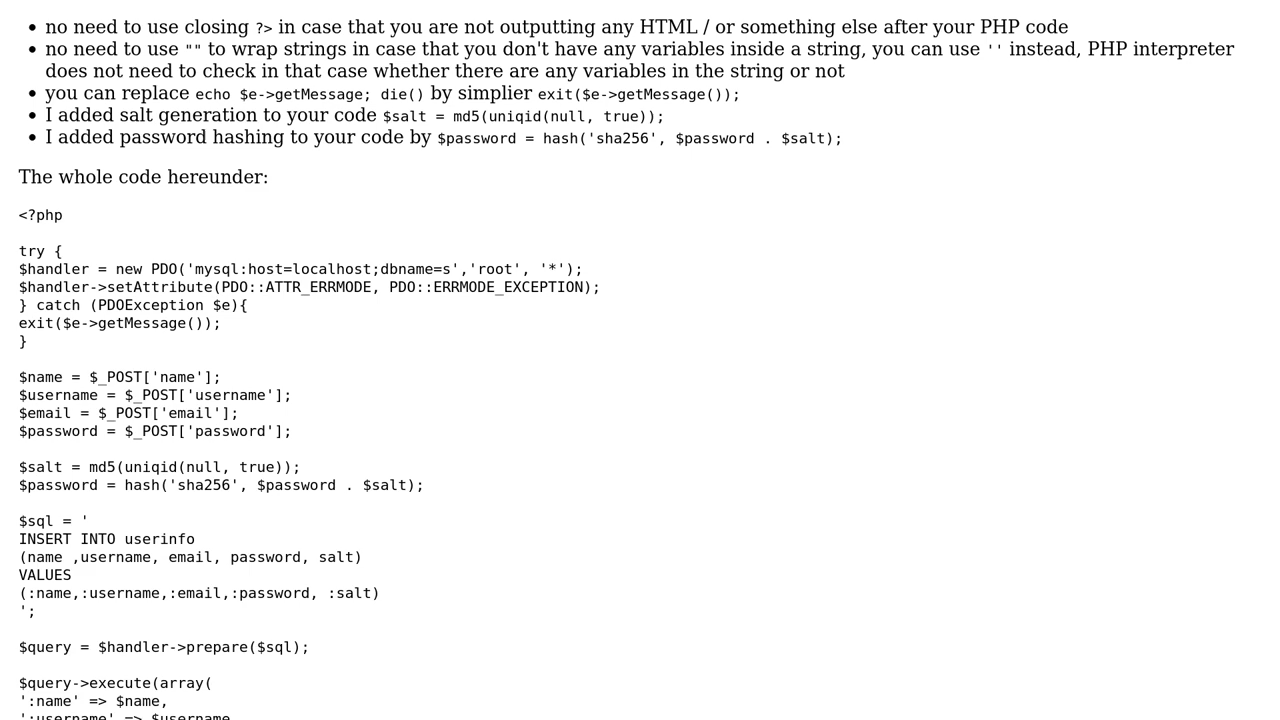 no need to use closing ?> in case that you are not outputting any HTML / or something else after your PHP code
no need to use "" to wrap strings in case that you don't have any variables inside a string, you can use '' instead, PHP interpreter
does not need to check in that case whether there are any variables in the string or not
you can replace echo $e->getMessage; die() by simplier exit($e->getMessage());
I added salt generation to your code $salt = md5(uniqid(null, true));
I added password hashing to your code by $password = hash('sha256', $password . $salt);
The whole code hereunder:
<?php
try {
$handler = new PDO('mysql:host=localhost;dbname=s','root', '*');
$handler->setAttribute(PDO::ATTR_ERRMODE, PDO::ERRMODE_EXCEPTION);
} catch (PDOException $e){
exit($e->getMessage());
}
$name = $_POST['name'];
$username = $_POST['username'];
$email = $_POST['email'];
$password = $_POST['password'];
$salt = md5(uniqid(null, true));
$password = hash('sha256', $password . $salt);
$sql = '
INSERT INTO userinfo
(name ,username, email, password, salt)
VALUES
(:name,:username,:email,:password, :salt)
';
$query = $handler->prepare($sql);
$query->execute(array(
':name' => $name,
':username' => $username,